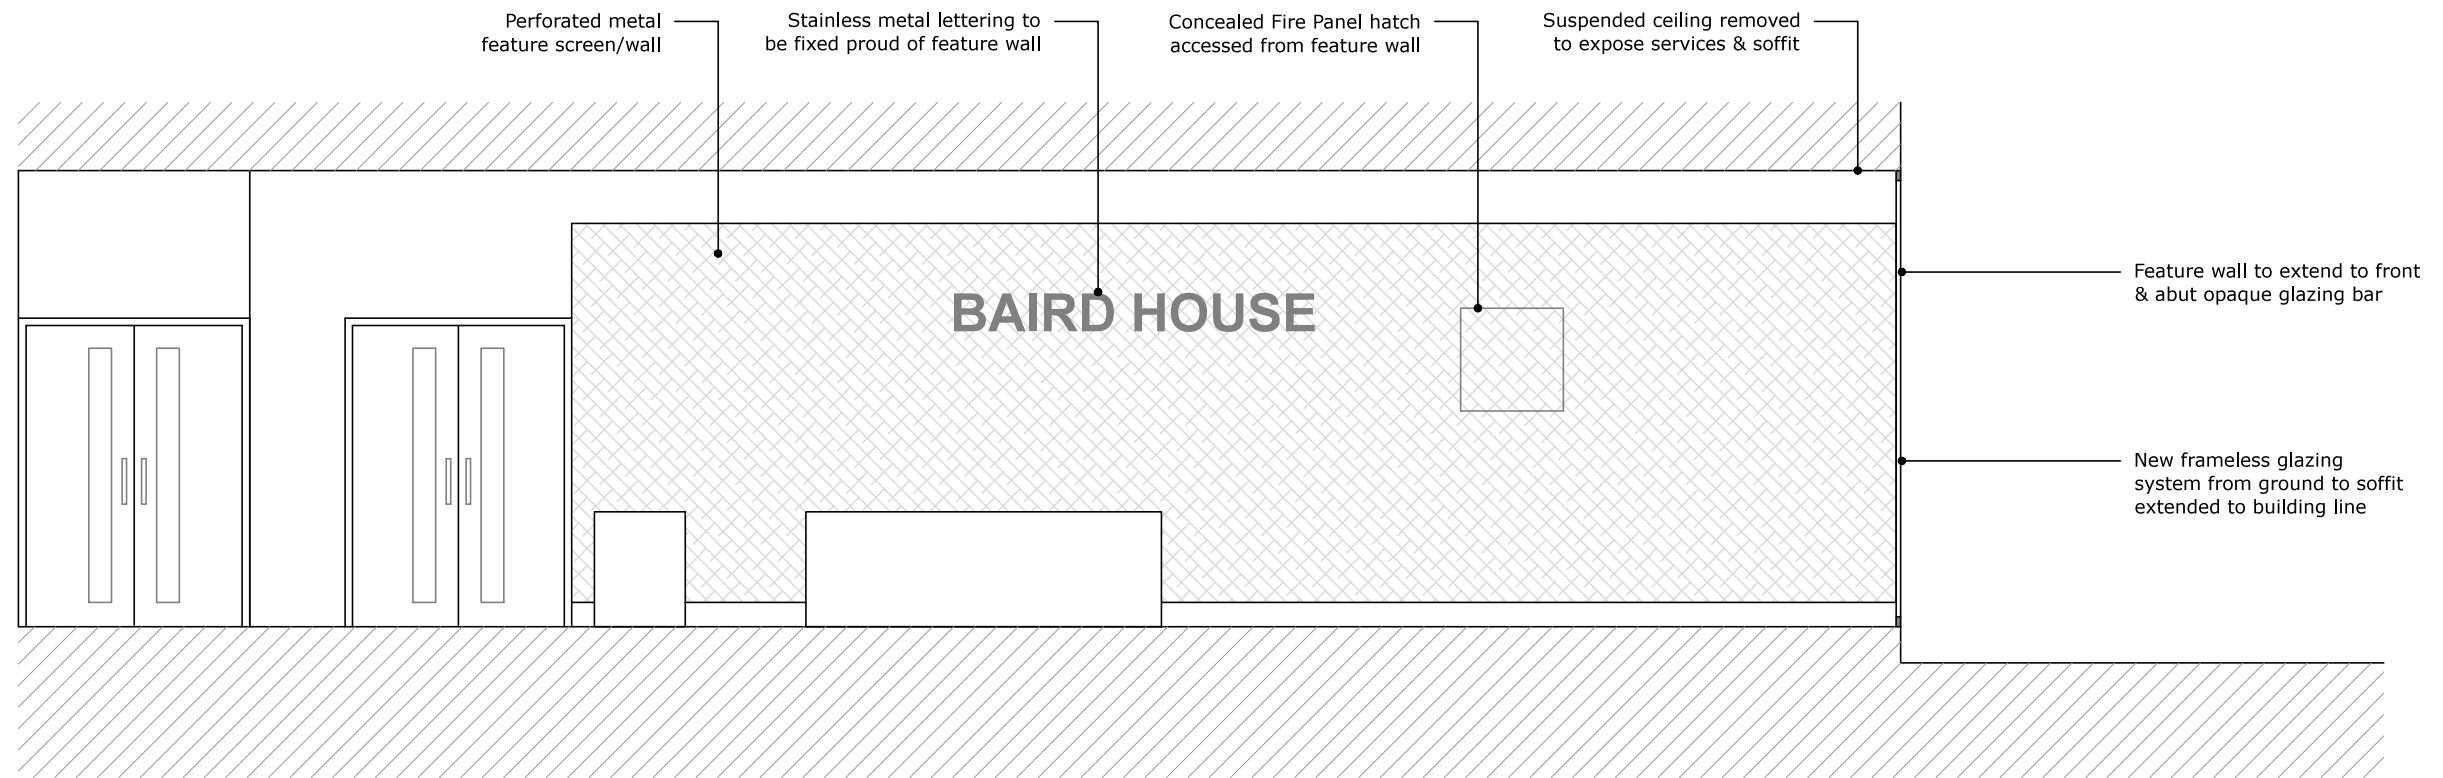 Perforated metal
feature screen/wall
Stainless metal lettering to
be fixed proud of feature wall
Concealed Fire Panel hatch
accessed from feature wall
Suspended ceiling removed
to expose services & soffit
BAIRD HOUSE
Feature wall to extend to front
& abut opaque glazing bar
New frameless glazing
system from ground to soffit
extended to building line